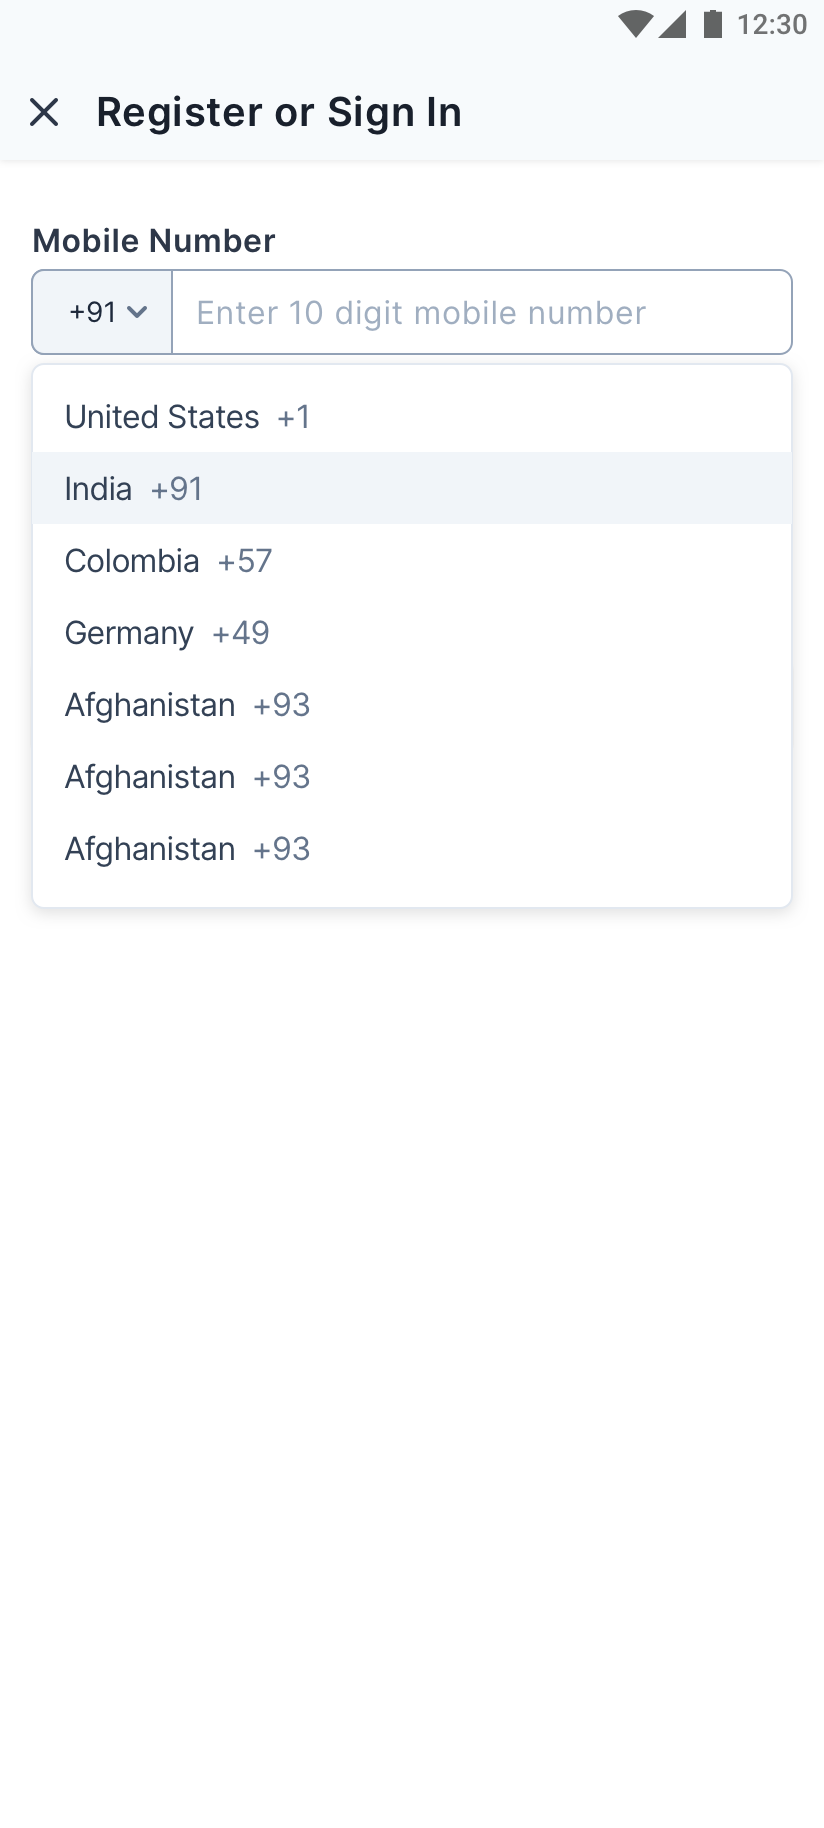 12:30
Register or Sign In
Mobile Number
+91 Enter 10 digit mobile number
United States +1
India +91
Colombia +57
Germany +49
Afghanistan +93
Afghanistan +93
Afghanistan +93